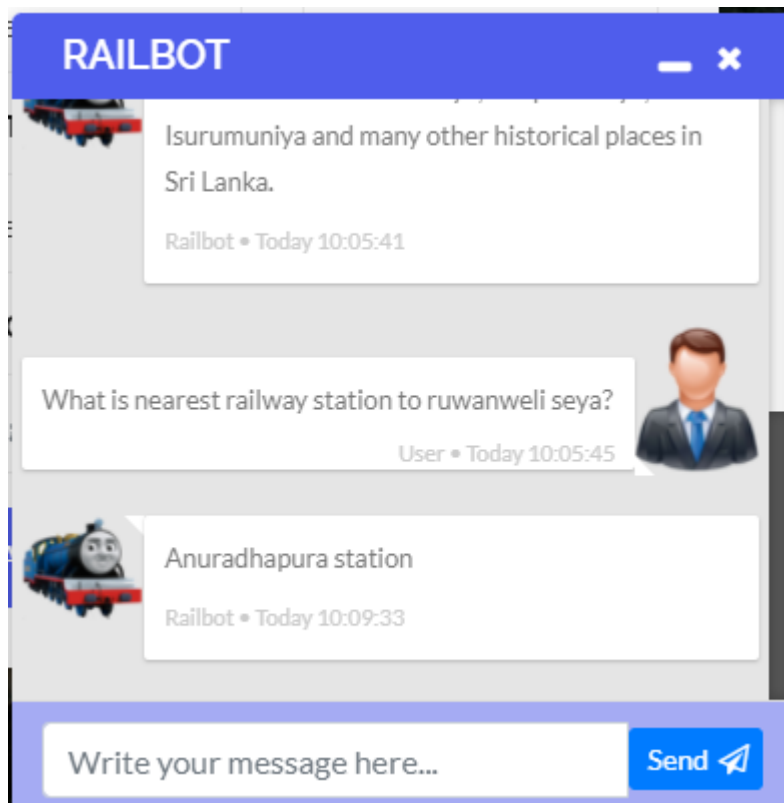 RAILBOT
Isurumuniya and many other historical places in
Sri Lanka.
Railbot • Today 10:05:41
What is nearest railway station to ruwanweli seya?
User • Today 10:05:45
Anuradhapura station
Railbot • Today 10:09:33
Write your message here...
Send